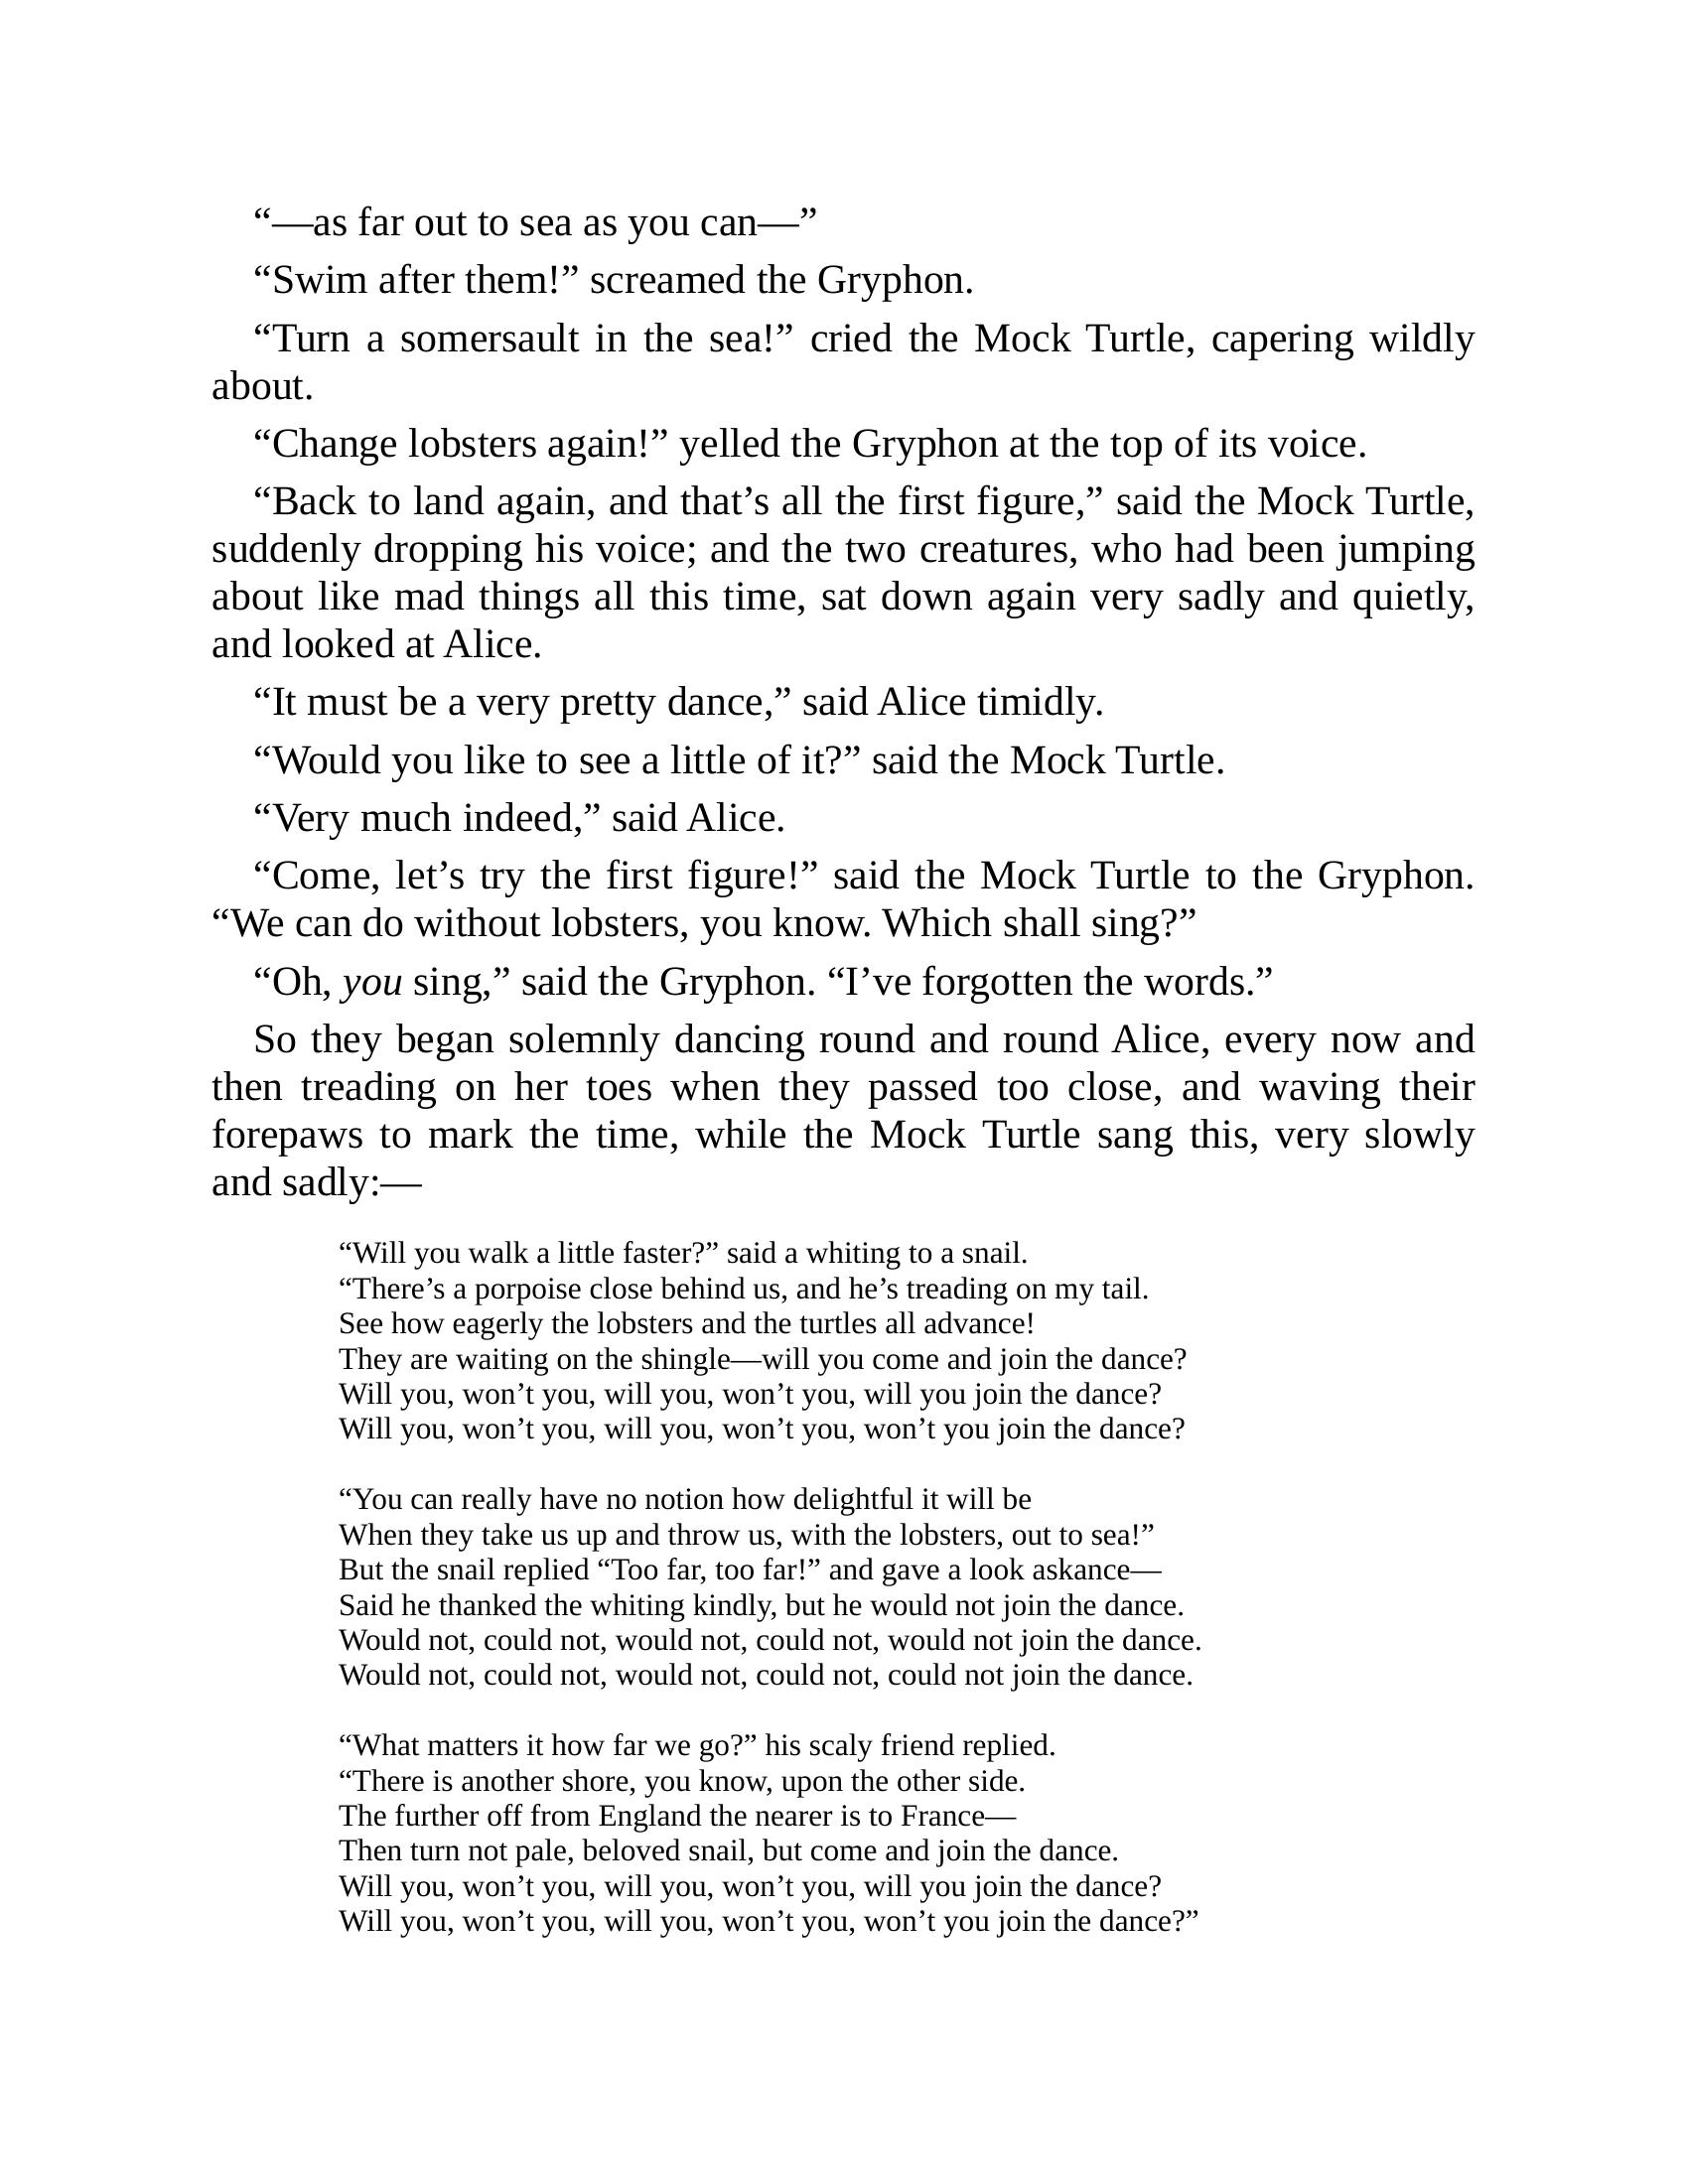 “—as far out to sea as you can—”
“Swim after them!” screamed the Gryphon.
“Turn a somersault in the sea!” cried the Mock Turtle, capering wildly
about.
“Change lobsters again!” yelled the Gryphon at the top of its voice.
“Back to land again, and that’s all the first figure,” said the Mock Turtle,
suddenly dropping his voice; and the two creatures, who had been jumping
about like mad things all this time, sat down again very sadly and quietly,
and looked at Alice.
“It must be a very pretty dance,” said Alice timidly.
“Would you like to see a little of it?” said the Mock Turtle.
“Very much indeed,” said Alice.
“Come, let’s try the first figure!” said the Mock Turtle to the Gryphon.
“We can do without lobsters, you know. Which shall sing?”
“Oh, you sing,” said the Gryphon. “I’ve forgotten the words.”
So they began solemnly dancing round and round Alice, every now and
then treading on her toes when they passed too close, and waving their
forepaws to mark the time, while the Mock Turtle sang this, very slowly
and sadly:—
“Will you walk a little faster?” said a whiting to a snail.
“There’s a porpoise close behind us, and he’s treading on my tail.
See how eagerly the lobsters and the turtles all advance!
They are waiting on the shingle—will you come and join the dance?
Will you, won’t you, will you, won’t you, will you join the dance?
Will you, won’t you, will you, won’t you, won’t you join the dance?
“You can really have no notion how delightful it will be
When they take us up and throw us, with the lobsters, out to sea!”
But the snail replied “Too far, too far!” and gave a look askance—
Said he thanked the whiting kindly, but he would not join the dance.
Would not, could not, would not, could not, would not join the dance.
Would not, could not, would not, could not, could not join the dance.
“What matters it how far we go?” his scaly friend replied.
“There is another shore, you know, upon the other side.
The further off from England the nearer is to France—
Then turn not pale, beloved snail, but come and join the dance.
Will you, won’t you, will you, won’t you, will you join the dance?
Will you, won’t you, will you, won’t you, won’t you join the dance?”